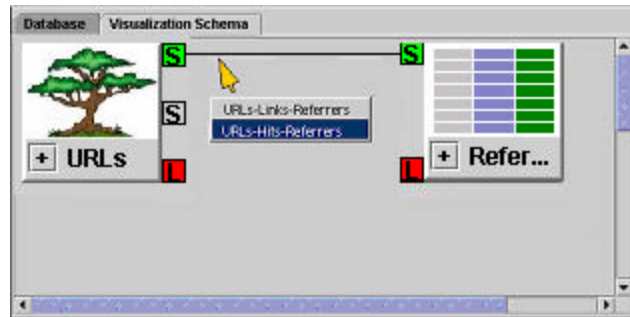 Database Visualization Schema
S S
URLs-Links-Referrers
S
URLs-Hits-Referrers
+ URLs + Refer...
L L